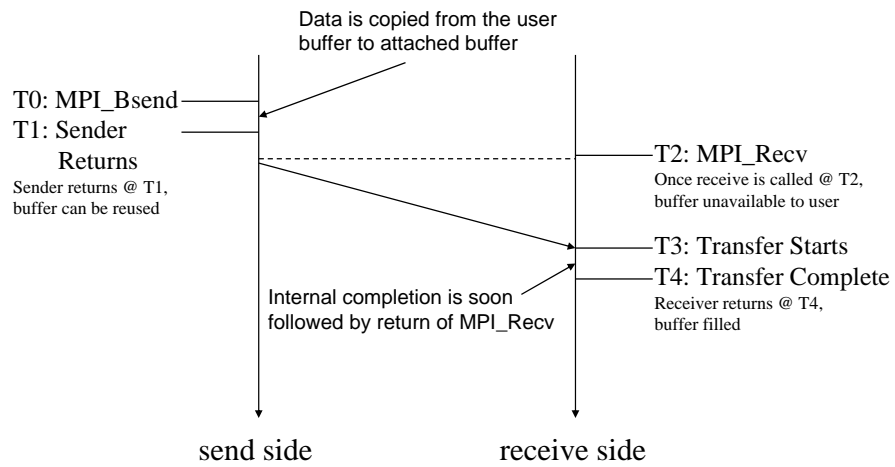 Data is copied from the user
buffer to attached buffer
T0: MPI_Bsend
T1: Sender
Returns
Sender returns @ T1,
buffer can be reused
T2: MPI_Recv
Once receive is called @ T2,
buffer unavailable to user
T3: Transfer Starts
T4: Transfer Complete
Receiver returns @ T4,
buffer filled
Internal completion is soon
followed by return of MPI_Recv
send side
receive side